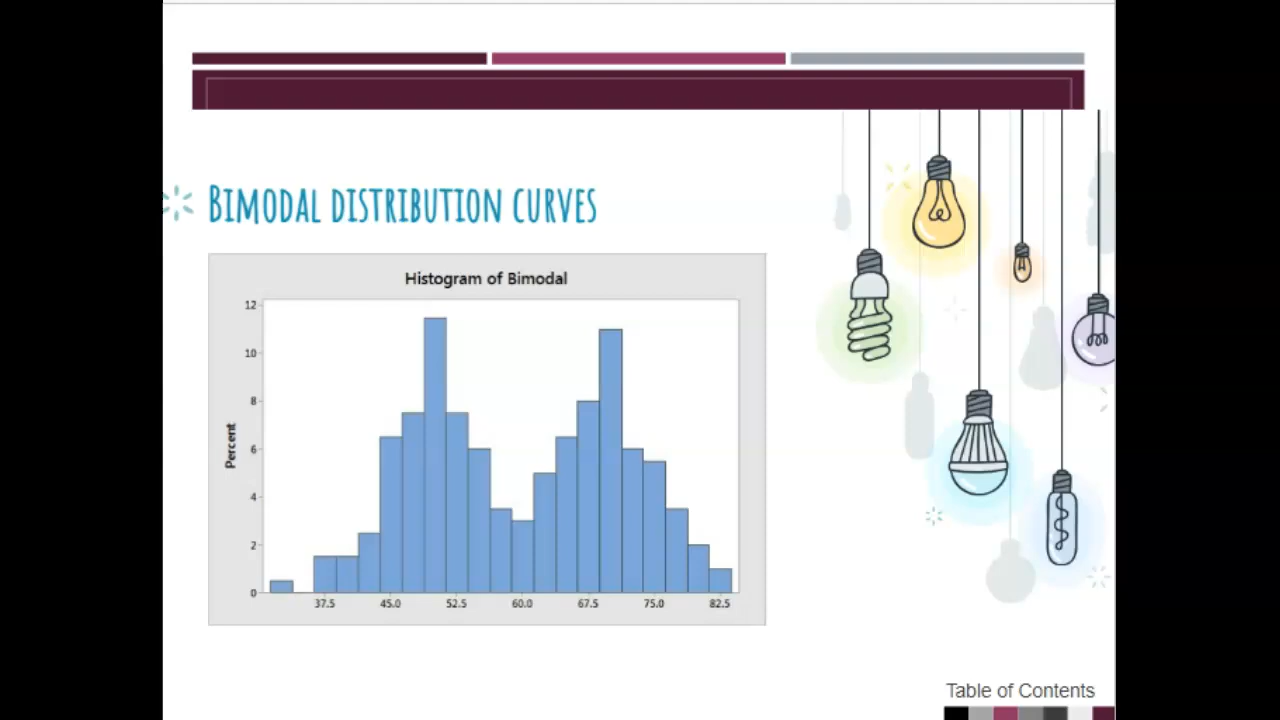 Bimodal distribution curves
Histogram of Bimodal
Percent
12
10
8
6
4
2
0
37.5 45.0 52.5 60.0 67.5 75.0 82.5
Table of Contents